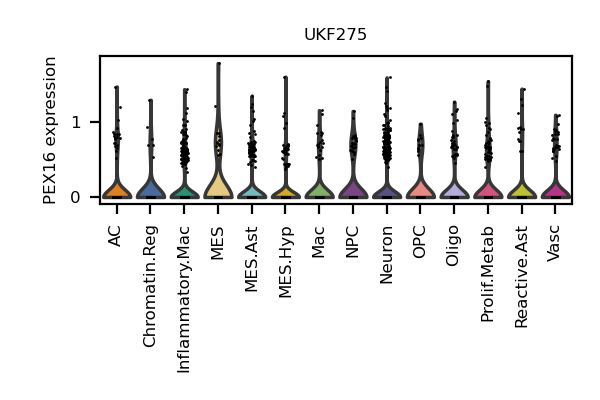 UKF275
PEX16 expression
1
0
AC
Chromatin.Reg
Inflammatory.Mac
MES
MES.Ast
MES.Hyp
Mac
NPC
Neuron
OPC
Oligo
Prolif.Metab
Reactive.Ast
Vasc